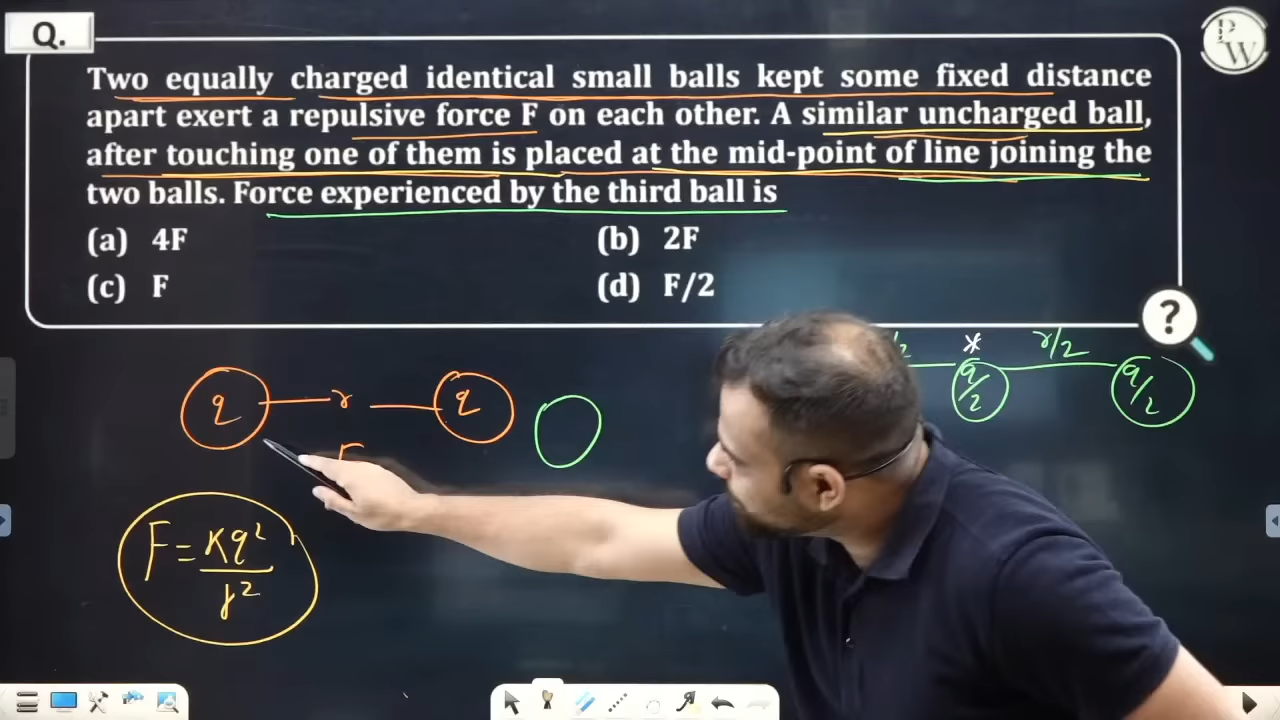 Q.
PW
Two equally charged identical small balls kept some fixed distance
apart exert a repulsive force F on each other. A similar uncharged ball,
after touching one of them is placed at the mid-point of line joining the
two balls. Force experienced by the third ball is
(a) 4F (b) 2F
(c) F (d) F/2
?
r/2
q r q
q/2 q/2
F
F = Kq²/r²